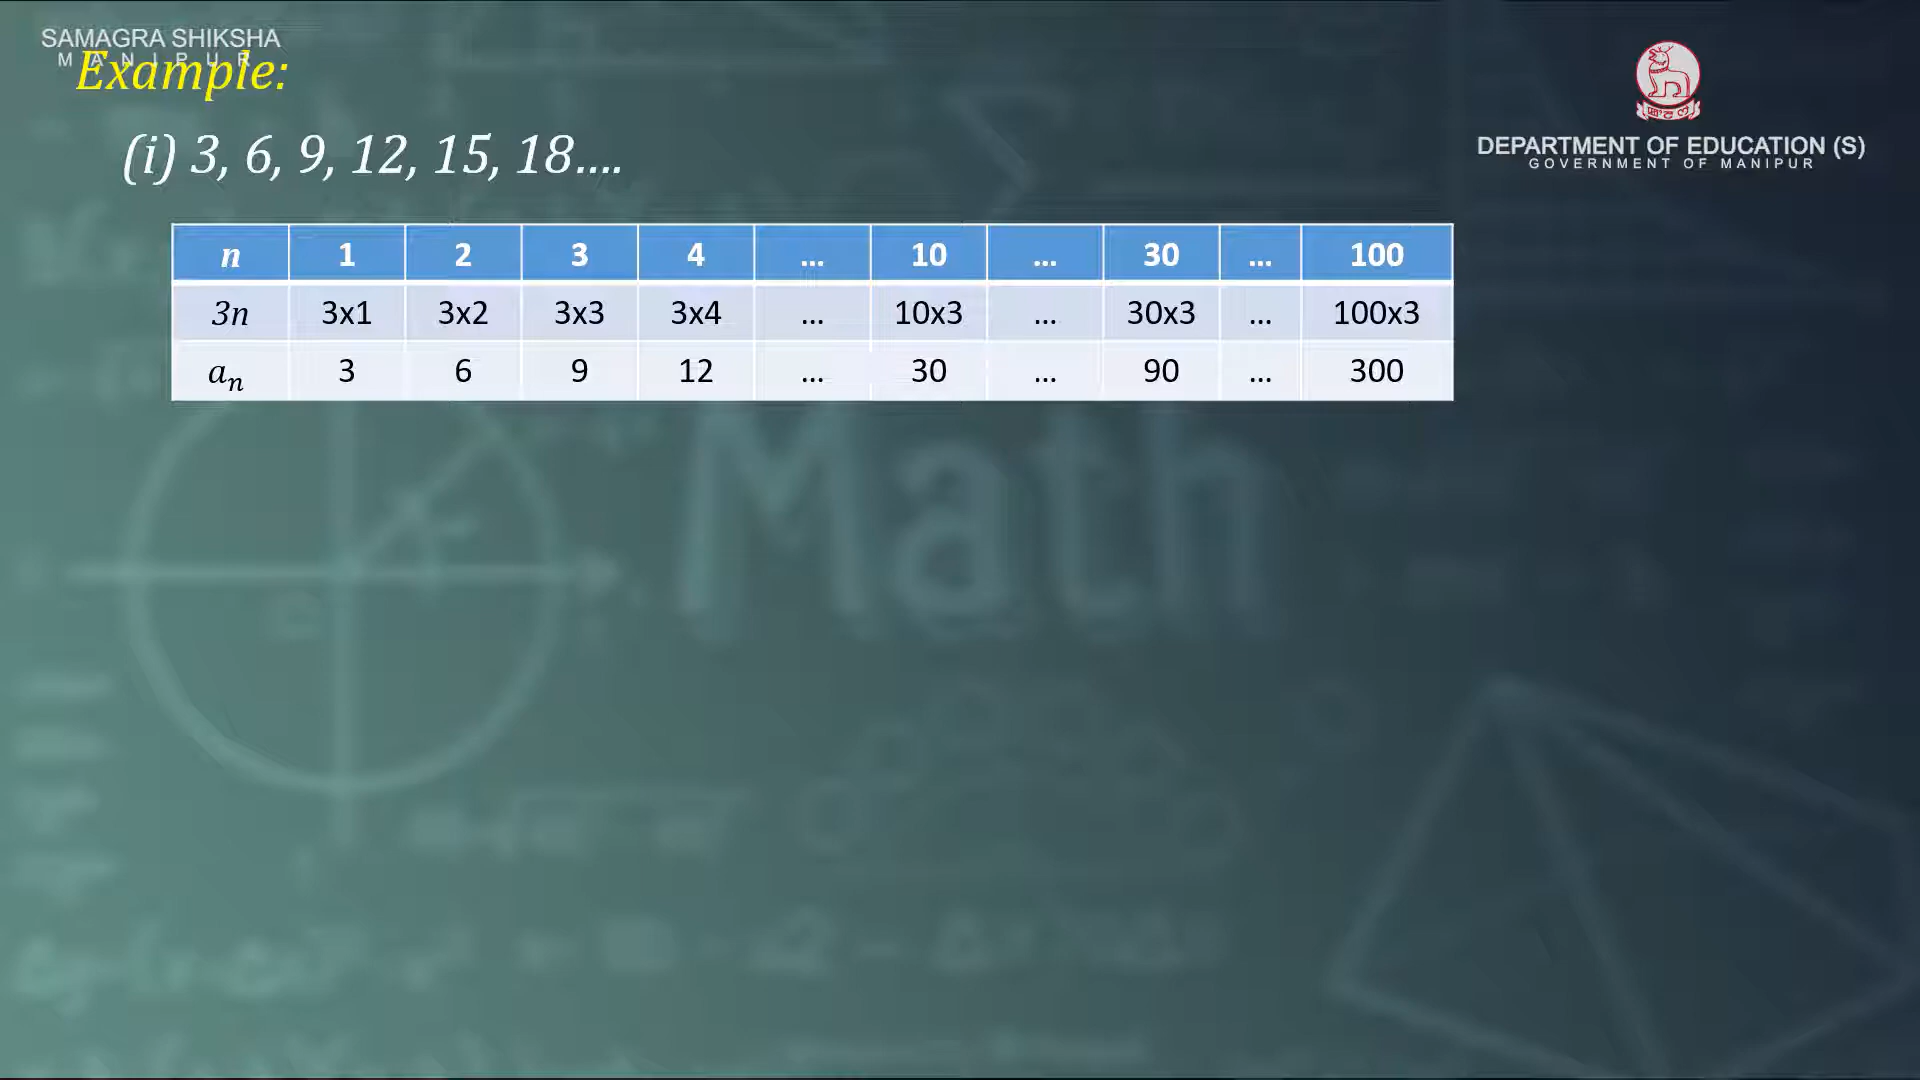 SAMAGRA SHIKSHA
MANIPUR
Example:
(i) 3, 6, 9, 12, 15, 18....
DEPARTMENT OF EDUCATION (S)
GOVERNMENT OF MANIPUR
n 1 2 3 4 ... 10 ... 30 ... 100
3n 3x1 3x2 3x3 3x4 ... 10x3 ... 30x3 ... 100x3
aₙ 3 6 9 12 ... 30 ... 90 ... 300
Math